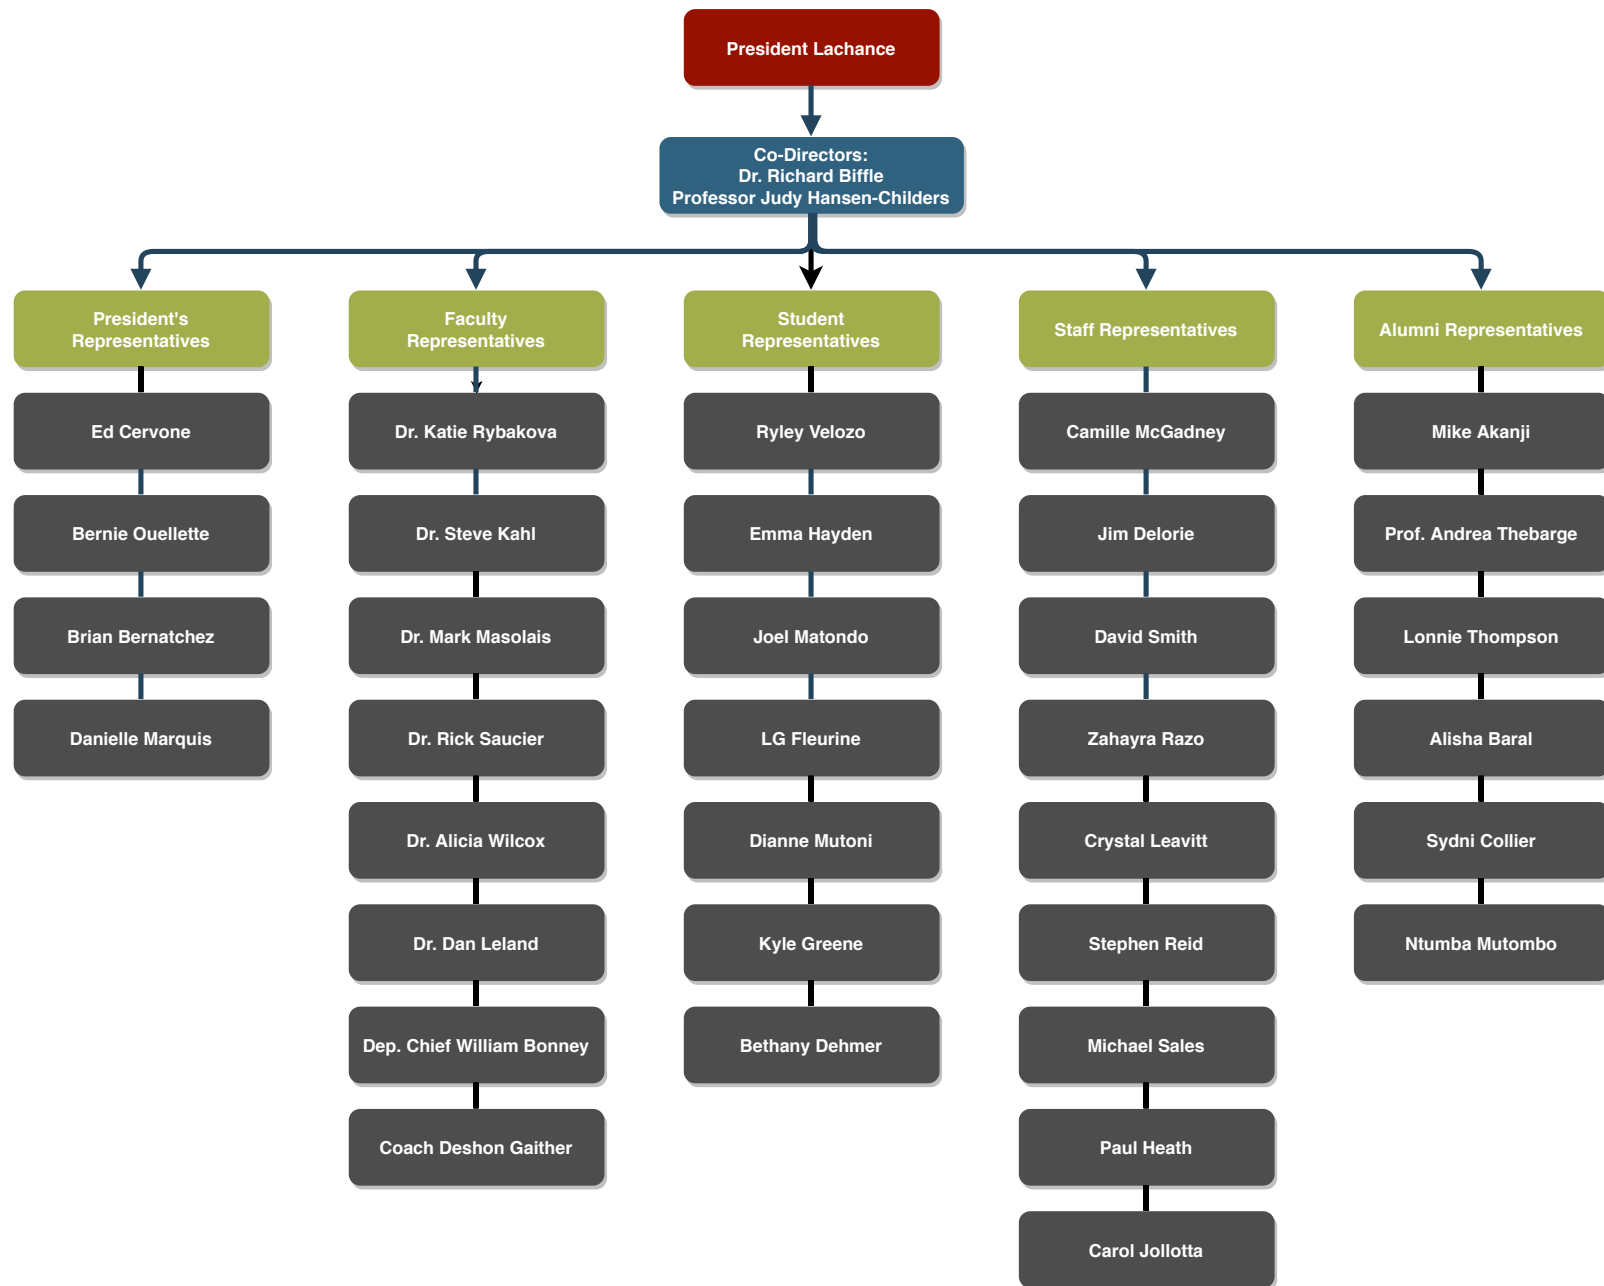 President Lachance
Co-Directors:
Dr. Richard Biffle
Professor Judy Hansen-Childers
President's
Representatives
Ed Cervone
Bernie Ouellette
Brian Bernatchez
Danielle Marquis
Faculty
Representatives
Dr. Katie Rybakova
Dr. Steve Kahl
Dr. Mark Masolais
Dr. Rick Saucier
Dr. Alicia Wilcox
Dr. Dan Leland
Dep. Chief William Bonney
Coach Deshon Gaither
Student
Representatives
Ryley Velozo
Emma Hayden
Joel Matondo
LG Fleurine
Dianne Mutoni
Kyle Greene
Bethany Dehmer
Staff Representatives
Camille McGadney
Jim Delorie
David Smith
Zahayra Razo
Crystal Leavitt
Stephen Reid
Michael Sales
Paul Heath
Carol Jollotta
Alumni Representatives
Mike Akanji
Prof. Andrea Thebarge
Lonnie Thompson
Alisha Baral
Sydni Collier
Ntumba Mutombo